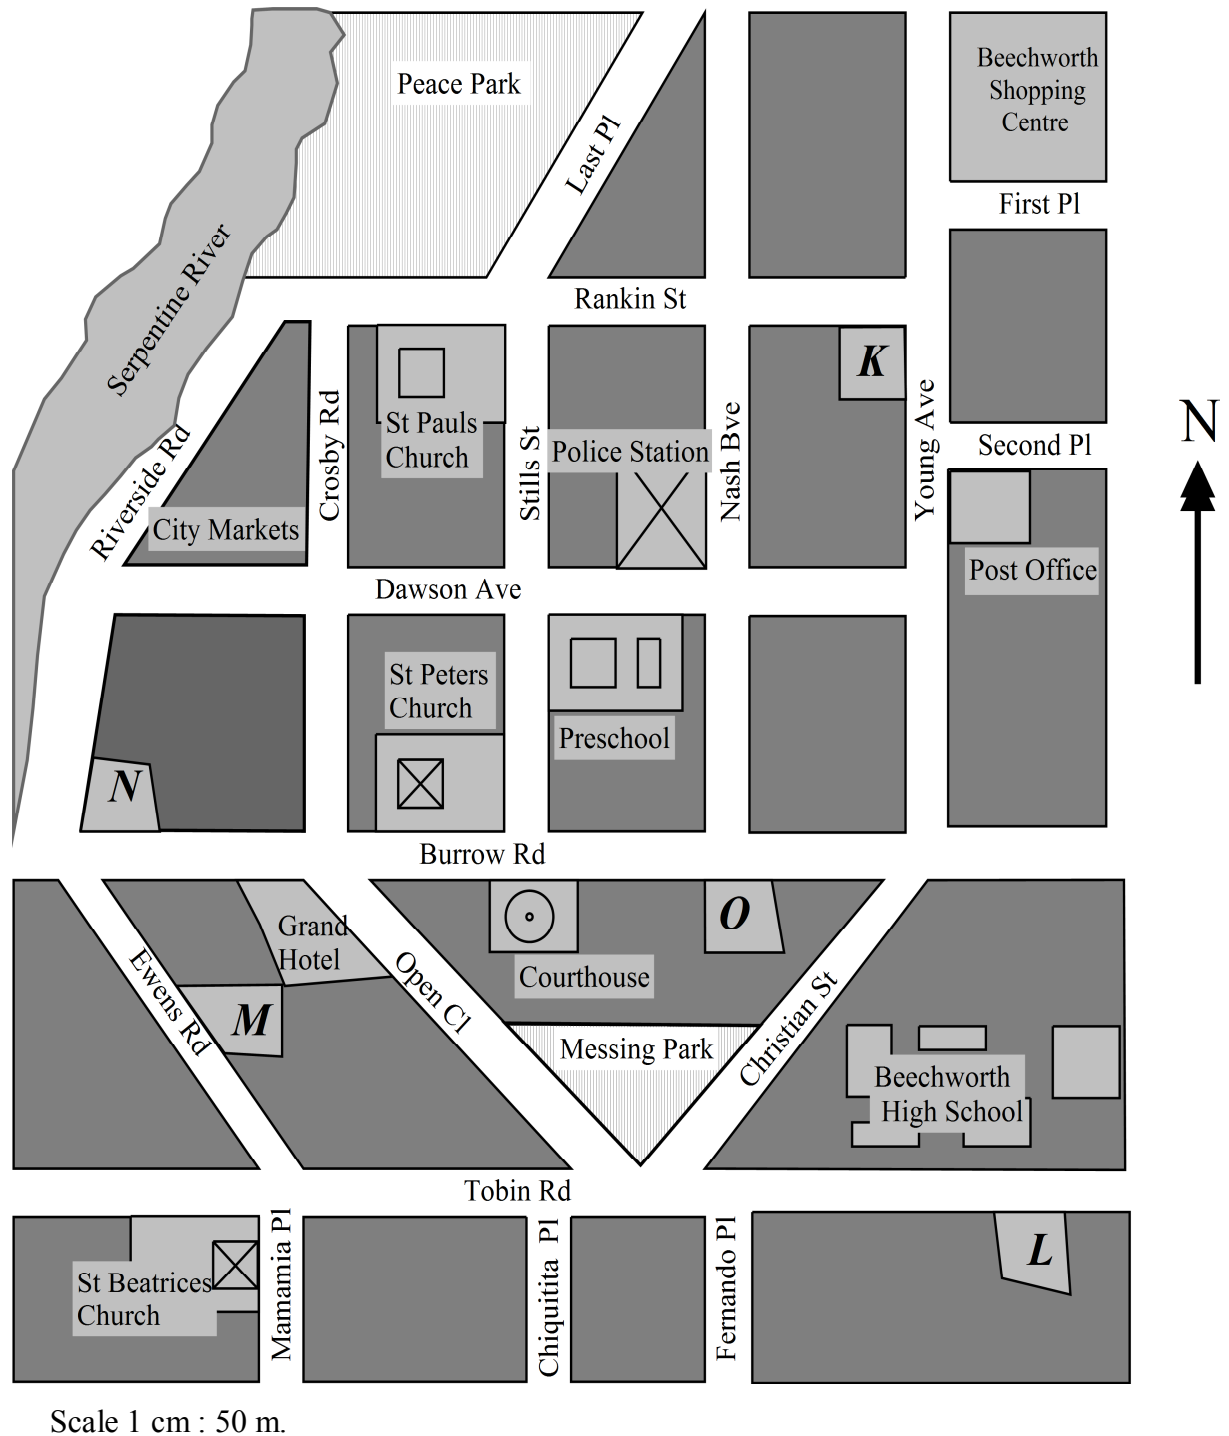 Peace Park
Beechworth
Shopping
Centre
Last Pl
First Pl
Serpentine River
Rankin St
K
N
St Pauls
Church
Crosby Rd
Stills St
Police Station
Nash Bve
Young Ave
Second Pl
Riverside Rd
City Markets
Post Office
Dawson Ave
St Peters
Church
Preschool
N
Burrow Rd
Grand
Hotel
O
Courthouse
Ewens Rd
M
Open Cl
Messing Park
Christian St
Beechworth
High School
Tobin Rd
St Beatrices
Church
Mamamia Pl
Chiquitita Pl
Fernando Pl
L
Scale 1 cm : 50 m.